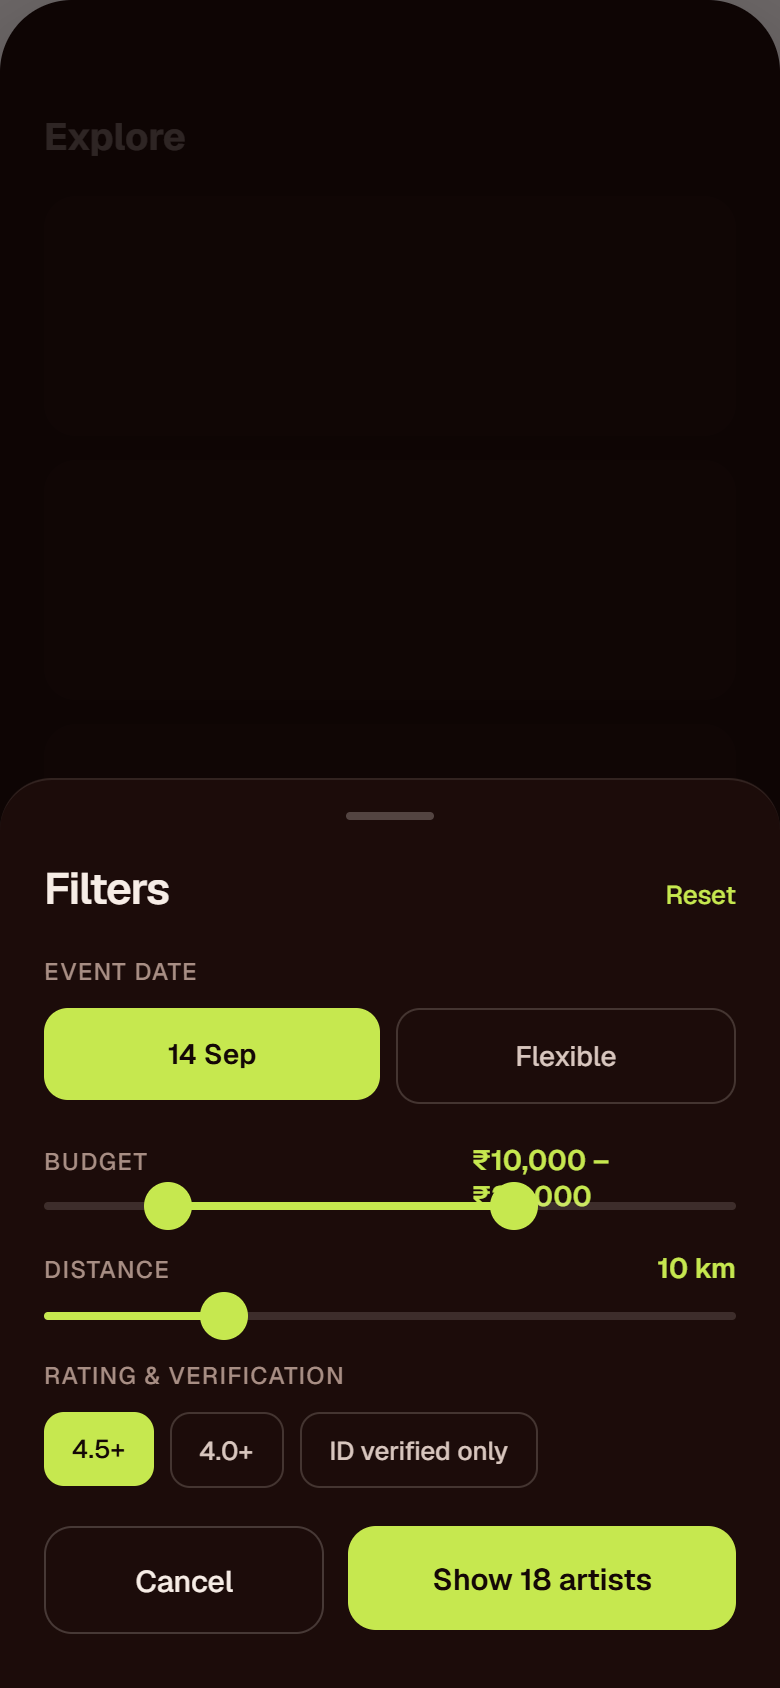 Explore
Filters
Reset
EVENT DATE
14 Sep
Flexible
BUDGET
₹10,000 –
DISTANCE
10 km
RATING & VERIFICATION
4.5+
4.0+
ID verified only
Cancel
Show 18 artists